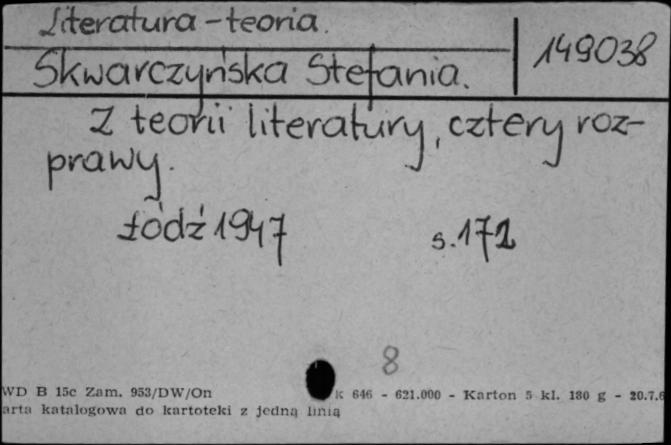 Literatura - teoria.
149038
Skwarczyńska Stefania.
Z teorii literatury, cztery roz-
prawy.
Łódź 1947 s. 172
8
WD B 15c Zam. 953/DW/On K 646 - 621.000 - Karton 5 kl. 180 g - 20.7.6
arta katalogowa do kartoteki z jedną linią